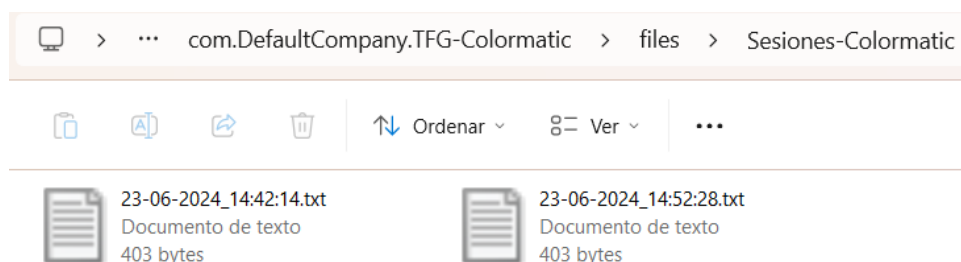 > ... com.DefaultCompany.TFG-Colormatic > files > Sesiones-Colormatic
Ordenar Ver ...
23-06-2024_14:42:14.txt
Documento de texto
403 bytes
23-06-2024_14:52:28.txt
Documento de texto
403 bytes